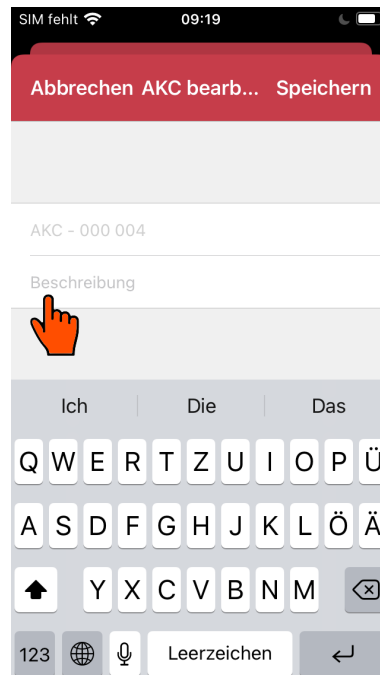 SIM fehlt 09:19
Abbrechen AKC bearb... Speichern
AKC - 000 004
Beschreibung
Ich Die Das
Q W E R T Z U I O P Ü
A S D F G H J K L Ö Ä
Y X C V B N M
123 Leerzeichen